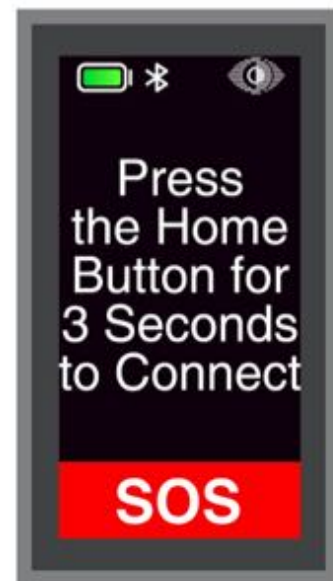 Press
the Home
Button for
3 Seconds
to Connect
SOS